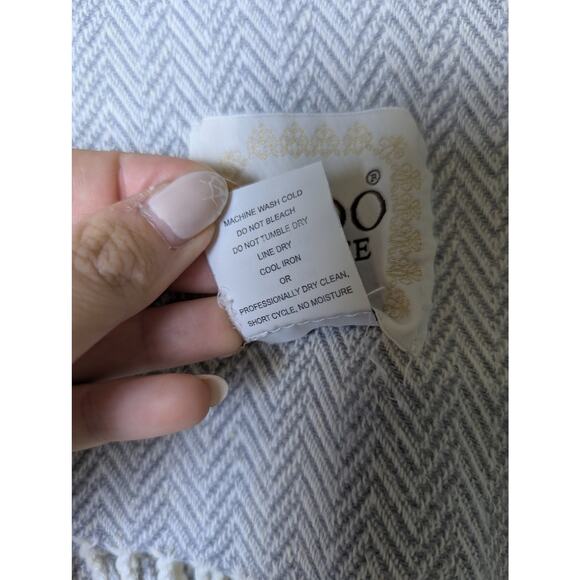 MACHINE WASH COLD
DO NOT BLEACH
DO NOT TUMBLE DRY
LINE DRY
COOL IRON
OR
PROFESSIONALLY DRY CLEAN,
SHORT CYCLE, NO MOISTURE
®